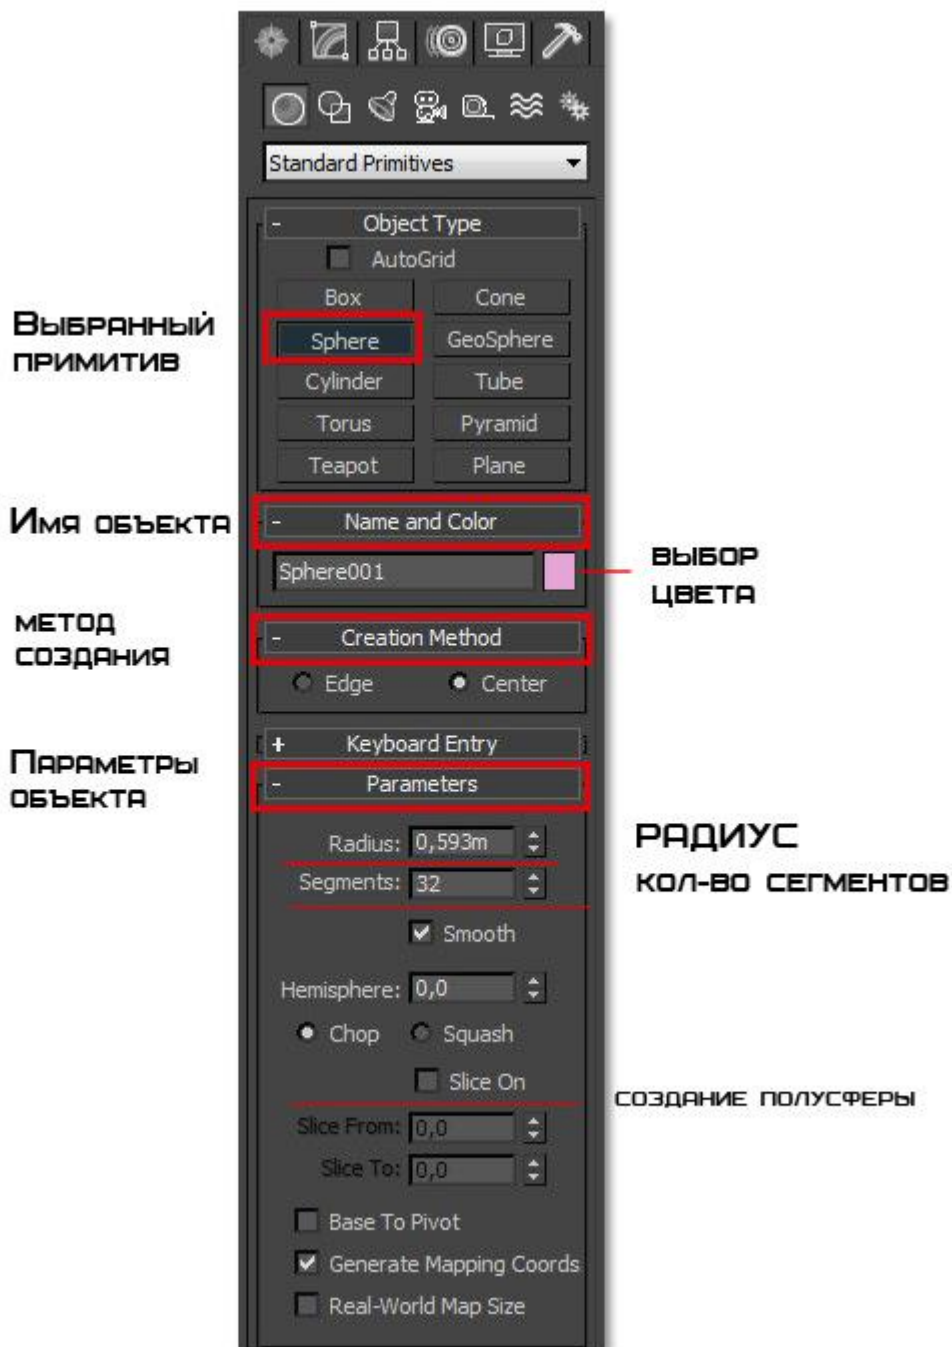 Standard Primitives
- Object Type
AutoGrid
Box Cone
Выбранный
примитив
Sphere GeoSphere
Cylinder Tube
Torus Pyramid
Teapot Plane
Имя объекта
- Name and Color
Sphere001
выбор
цвета
метод
создания
- Creation Method
Edge Center
+ Keyboard Entry
Параметры
объекта
- Parameters
Radius: 0,593m
РАДИУС
Segments: 32
кол-во сегментов
Smooth
Hemisphere: 0,0
Chop Squash
Slice On
создание полусферы
Slice From: 0,0
Slice To: 0,0
Base To Pivot
Generate Mapping Coords
Real-World Map Size